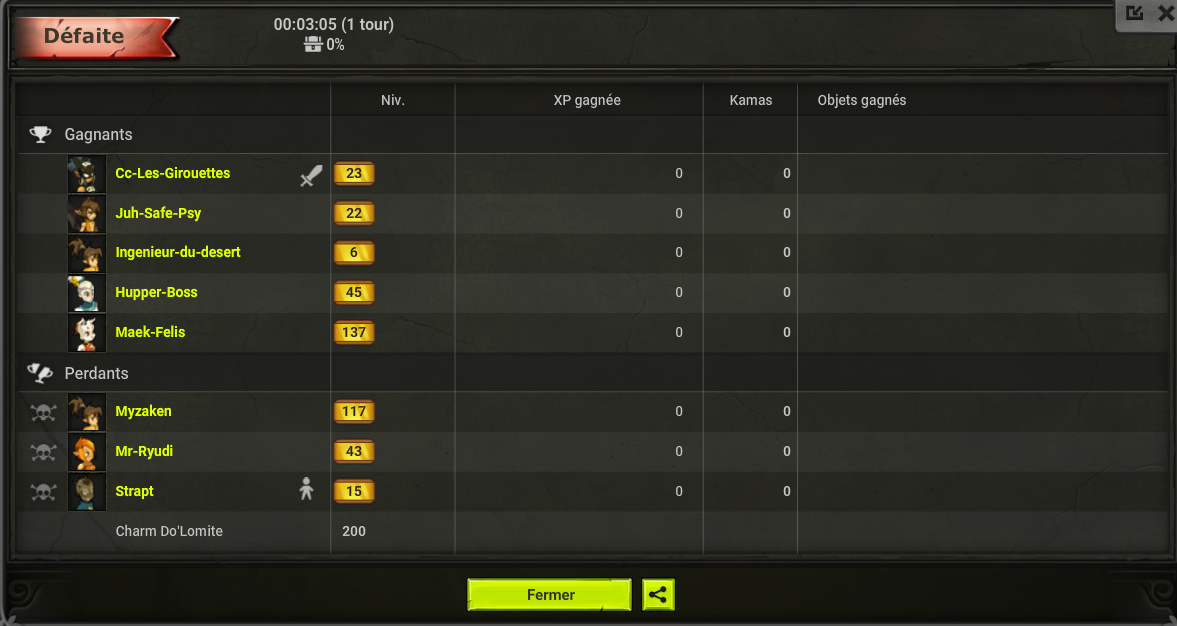 Défaite
00:03:05 (1 tour)
0%
Niv. XP gagnée Kamas Objets gagnés
Gagnants
Cc-Les-Girouettes 23 0 0
Juh-Safe-Psy 22 0 0
Ingenieur-du-desert 6 0 0
Hupper-Boss 45 0 0
Maek-Felis 137 0 0
Perdants
Myzaken 117 0 0
Mr-Ryudi 43 0 0
Strapt 15 0 0
Charm Do'Lomite 200
Fermer